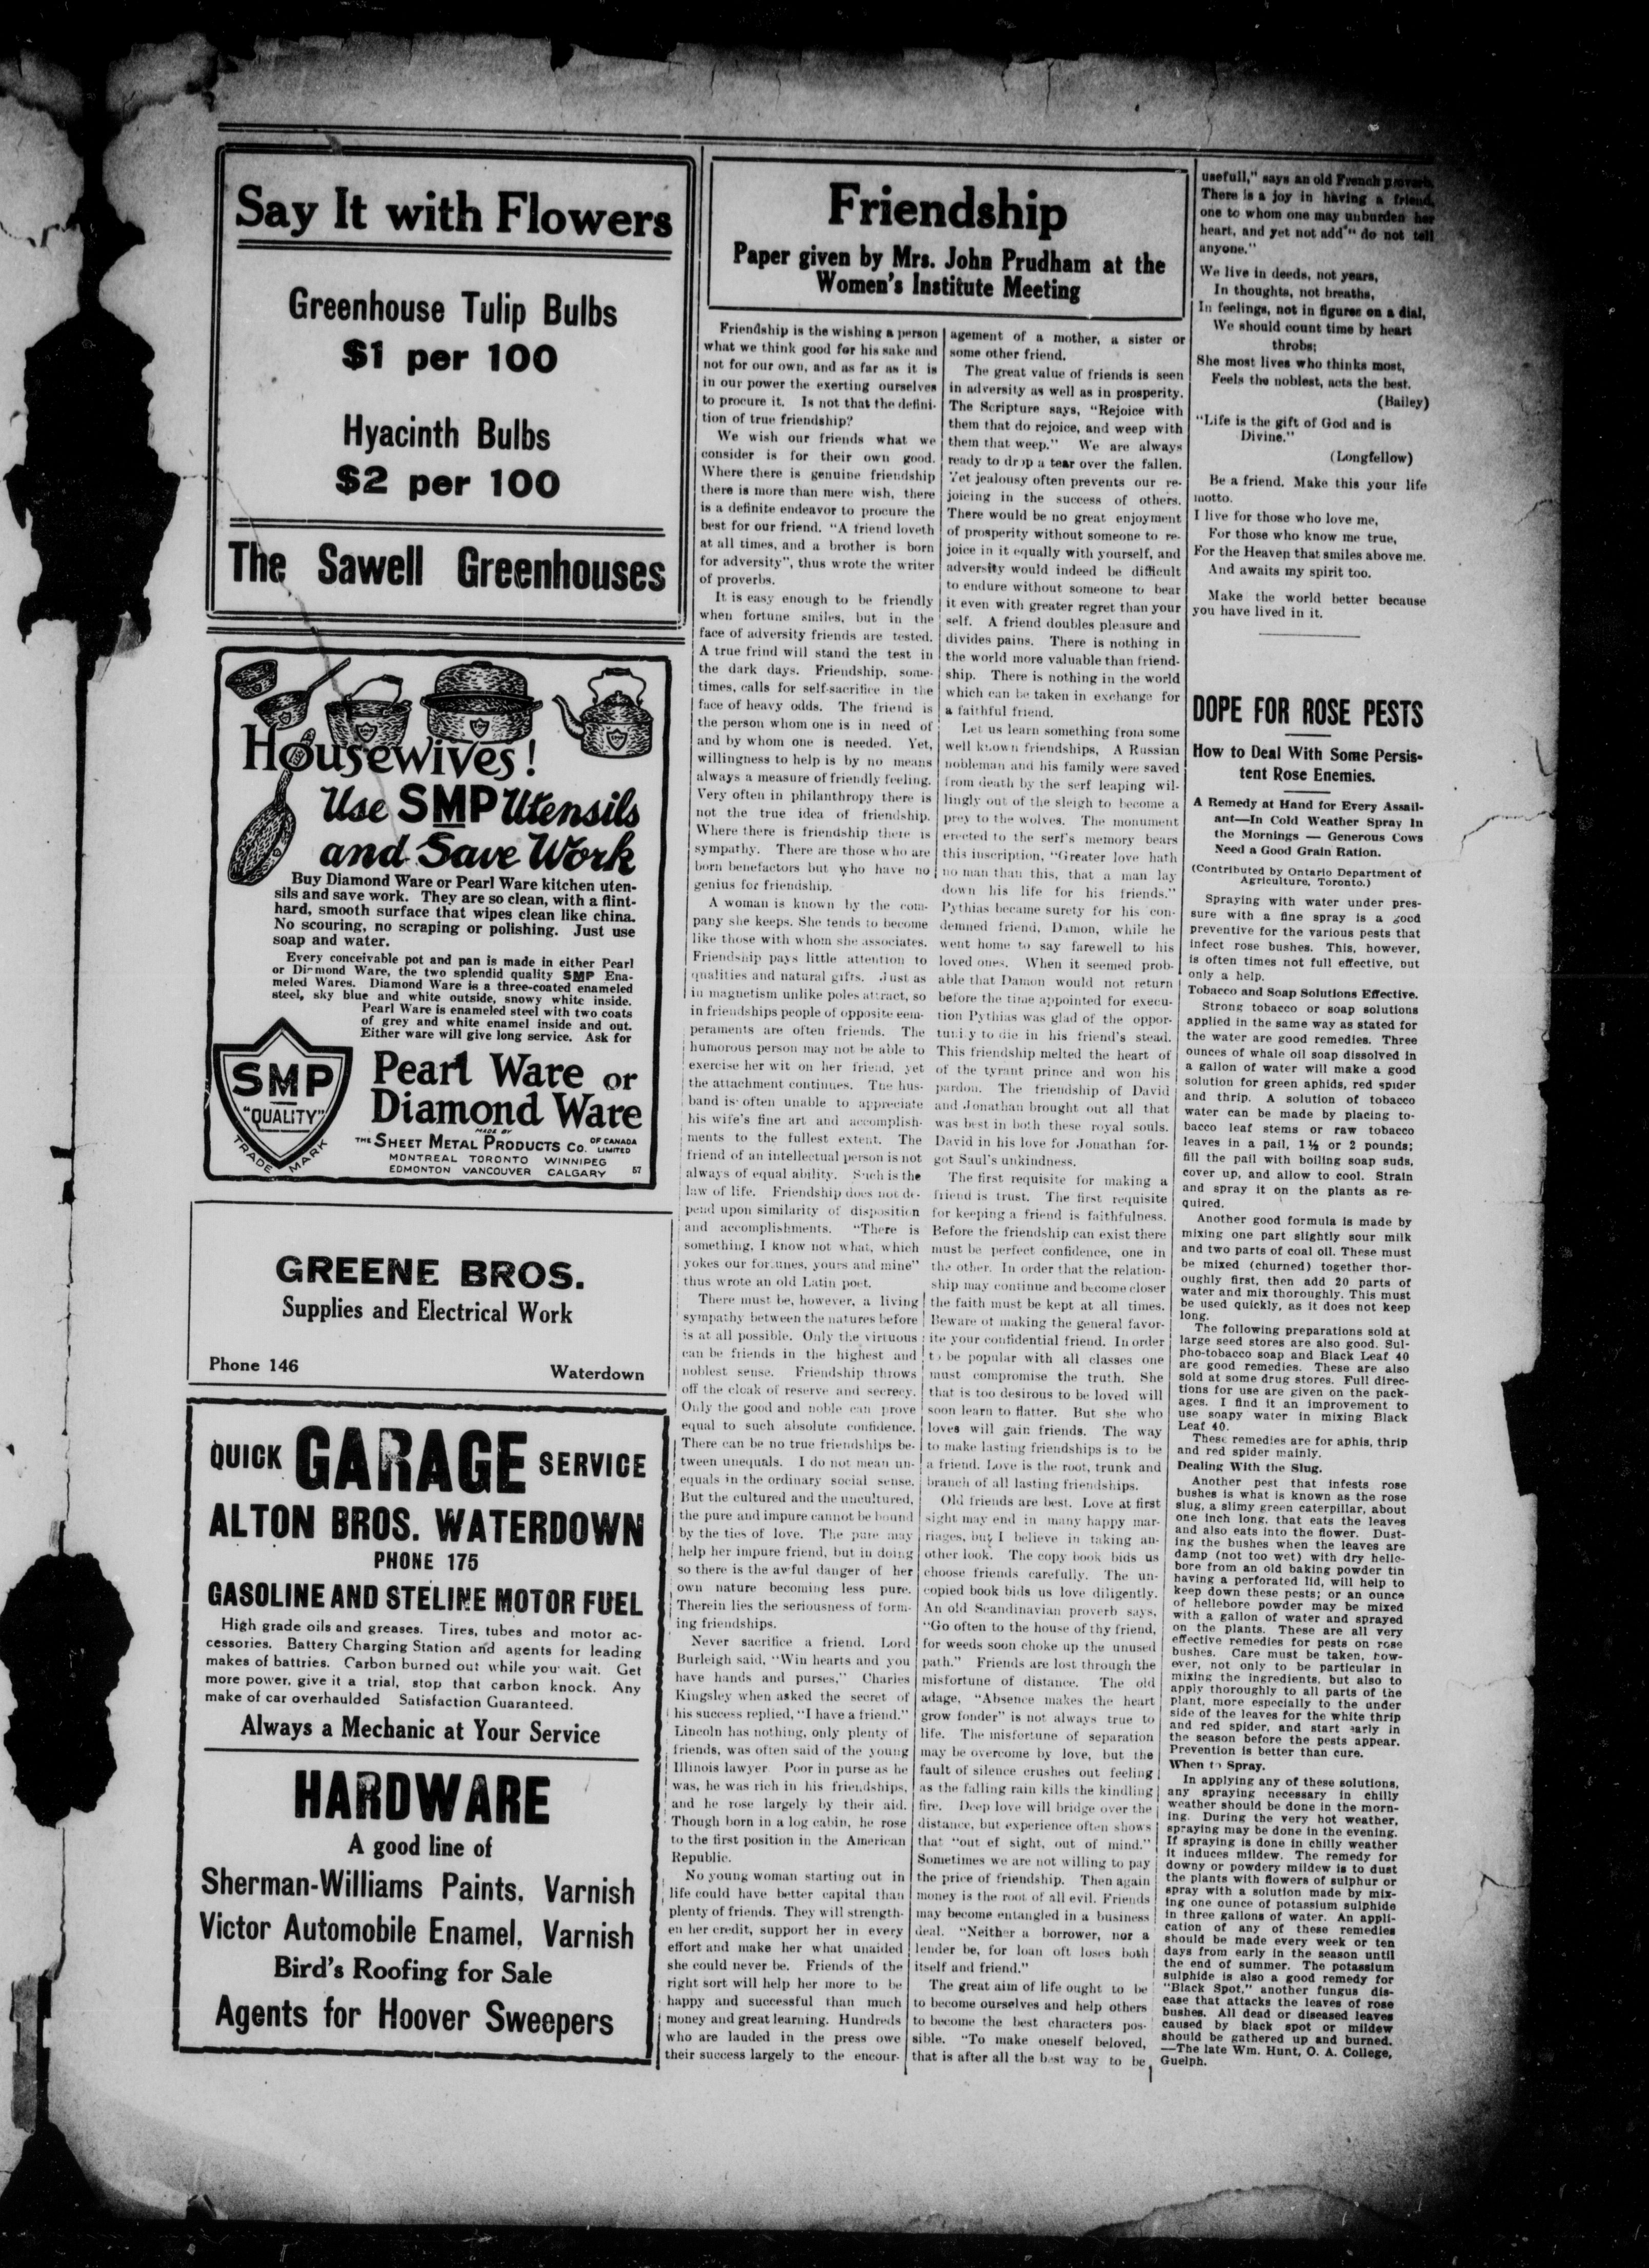 Say It with Flowers
Greenhouse Tulip Bulbs
$1 per 100
Hyacinth Bulbs
$2 per 100
The Sawell Greenhouses
Housewives!
Use SMP Utensils
and Save Work
Buy Diamond Ware or Pearl Ware kitchen uten-
sils and save work. They are so clean, with a flint-
hard, smooth surface that wipes clean like china.
No scouring, no scraping or polishing. Just use
soap and water.
Every conceivable pot and pan is made in either Pearl
or Diamond Ware, the two splendid quality SMP Ena-
meled Wares. Diamond Ware is a three-coated enameled
steel, sky blue and white outside, snowy white inside.
Pearl Ware is enameled steel with two coats
of grey and white enamel inside and out.
Either ware will give long service. Ask for
SMP
"QUALITY"
TRADE MARK
Pearl Ware or
Diamond Ware
MADE BY
THE SHEET METAL PRODUCTS CO. OF CANADA LIMITED
MONTREAL TORONTO WINNIPEG
EDMONTON VANCOUVER CALGARY 57
GREENE BROS.
Supplies and Electrical Work
Phone 146 Waterdown
QUICK GARAGE SERVICE
ALTON BROS. WATERDOWN
PHONE 175
GASOLINE AND STELINE MOTOR FUEL
High grade oils and greases. Tires, tubes and motor ac-
cessories. Battery Charging Station and agents for leading
makes of battries. Carbon burned out while you wait. Get
more power, give it a trial, stop that carbon knock. Any
make of car overhaulded Satisfaction Guaranteed.
Always a Mechanic at Your Service
HARDWARE
A good line of
Sherman-Williams Paints, Varnish
Victor Automobile Enamel, Varnish
Bird's Roofing for Sale
Agents for Hoover Sweepers
Friendship
Paper given by Mrs. John Prudham at the
Women's Institute Meeting
Friendship is the wishing a person
what we think good for his sake and
not for our own, and as far as it is
in our power the exerting ourselves
to procure it. Is not that the defini-
tion of true friendship?
We wish our friends what we
consider is for their own good.
Where there is genuine friendship
there is more than mere wish, there
is a definite endeavor to procure the
best for our friend. "A friend loveth
at all times, and a brother is born
for adversity", thus wrote the writer
of proverbs.
It is easy enough to be friendly
when fortune smiles, but in the
face of adversity friends are tested.
A true frind will stand the test in
the dark days. Friendship, some-
times, calls for self-sacrifice in the
face of heavy odds. The friend is
the person whom one is in need of
and by whom one is needed. Yet,
willingness to help is by no means
always a measure of friendly feeling.
Very often in philanthropy there is
not the true idea of friendship.
Where there is friendship there is
sympathy. There are those who are
born benefactors but who have no
genius for friendship.
A woman is known by the com-
pany she keeps. She tends to become
like those with whom she associates.
Friendship pays little attention to
qualities and natural gifts. Just as
in magnetism unlike poles attract, so
in friendships people of opposite tem-
peraments are often friends. The
humorous person may not be able to
exercise her wit on her friend, yet
the attachment continues. The hus-
band is often unable to appreciate
his wife's fine art and accomplish-
ments to the fullest extent. The
friend of an intellectual person is not
always of equal ability. Such is the
law of life. Friendship does not de-
pend upon similarity of disposition
and accomplishments. "There is
something, I know not what, which
yokes our fortunes, yours and mine"
thus wrote an old Latin poet.
There must be, however, a living
sympathy between the natures before
is at all possible. Only the virtuous
can be friends in the highest and
noblest sense. Friendship throws
off the cloak of reserve and secrecy.
Only the good and noble can prove
equal to such absolute confidence.
There can be no true friendships be-
tween unequals. I do not mean un-
equals in the ordinary social sense.
But the cultured and the uncultured,
the pure and impure cannot be bound
by the ties of love. The pure may
help her impure friend, but in doing
so there is the awful danger of her
own nature becoming less pure.
Therein lies the seriousness of form-
ing friendships.
Never sacrifice a friend. Lord
Burleigh said, "Win hearts and you
have hands and purses," Charles
Kingsley when asked the secret of
his success replied, "I have a friend."
Lincoln has nothing, only plenty of
friends, was often said of the young
Illinois lawyer Poor in purse as he
was, he was rich in his friendships,
and he rose largely by their aid.
Though born in a log cabin, he rose
to the first position in the American
Republic.
No young woman starting out in
life could have better capital than
plenty of friends. They will strength-
en her credit, support her in every
effort and make her what unaided
she could never be. Friends of the
right sort will help her more to be
happy and successful than much
money and great learning. Hundreds
who are lauded in the press owe
their success largely to the encour-
agement of a mother, a sister or
some other friend.
The great value of friends is seen
in adversity as well as in prosperity.
The Scripture says, "Rejoice with
them that do rejoice, and weep with
them that weep." We are always
ready to drop a tear over the fallen.
Yet jealousy often prevents our re-
joicing in the success of others.
There would be no great enjoyment
of prosperity without someone to re-
joice in it equally with yourself, and
adversity would indeed be difficult
to endure without someone to bear
it even with greater regret than your
self. A friend doubles pleasure and
divides pains. There is nothing in
the world more valuable than friend-
ship. There is nothing in the world
which can be taken in exchange for
a faithful friend.
Let us learn something from some
well known friendships, A Russian
nobleman and his family were saved
from death by the serf leaping wil-
lingly out of the sleigh to become a
prey to the wolves. The monument
erected to the serf's memory bears
this inscription, "Greater love hath
no man than this, that a man lay
down his life for his friends."
Pythias became surety for his con-
demned friend, Damon, while he
went home to say farewell to his
loved ones. When it seemed prob-
able that Damon would not return
before the time appointed for execu-
tion Pythias was glad of the oppor-
tunity to die in his friend's stead.
This friendship melted the heart of
of the tyrant prince and won his
pardon. The friendship of David
and Jonathan brought out all that
was best in both these royal souls.
David in his love for Jonathan for-
got Saul's unkindness.
The first requisite for making a
friend is trust. The first requisite
for keeping a friend is faithfulness.
Before the friendship can exist there
must be perfect confidence, one in
the other. In order that the relation-
ship may continue and become closer
the faith must be kept at all times.
Beware of making the general favor-
ite your confidential friend. In order
to be popular with all classes one
must compromise the truth. She
that is too desirous to be loved will
soon learn to flatter. But she who
loves will gain friends. The way
to make lasting friendships is to be
a friend. Love is the root, trunk and
branch of all lasting friendships.
Old friends are best. Love at first
sight may end in many happy mar-
riages, but I believe in taking an-
other look. The copy book bids us
choose friends carefully. The un-
copied book bids us love diligently.
An old Scandinavian proverb says,
"Go often to the house of thy friend,
for weeds soon choke up the unused
path." Friends are lost through the
misfortune of distance. The old
adage, "Absence makes the heart
grow fonder" is not always true to
life. The misfortune of separation
may be overcome by love, but the
fault of silence crushes out feeling
as the falling rain kills the kindling
fire. Deep love will bridge over the
distance, but experience often shows
that "out ef sight, out of mind."
Sometimes we are not willing to pay
the price of friendship. Then again
money is the root of all evil. Friends
may become entangled in a business
deal. "Neither a borrower, nor a
lender be, for loan oft loses both
itself and friend."
The great aim of life ought to be
to become ourselves and help others
to become the best characters pos-
sible. "To make oneself beloved,
that is after all the best way to be
usefull," says an old French proverb.
There is a joy in having a friend,
one to whom one may unburden her
heart, and yet not add "do not tell
anyone."
We live in deeds, not years,
In thoughts, not breaths,
In feelings, not in figures on a dial,
We should count time by heart
throbs;
She most lives who thinks most,
Feels the noblest, acts the best.
(Bailey)
"Life is the gift of God and is
Divine."
(Longfellow)
Be a friend. Make this your life
motto.
I live for those who love me,
For those who know me true,
For the Heaven that smiles above me.
And awaits my spirit too.
Make the world better because
you have lived in it.
DOPE FOR ROSE PESTS
How to Deal With Some Persis-
tent Rose Enemies.
A Remedy at Hand for Every Assail-
ant—In Cold Weather Spray In
the Mornings — Generous Cows
Need a Good Grain Ration.
(Contributed by Ontario Department of
Agriculture, Toronto.)
Spraying with water under pres-
sure with a fine spray is a good
preventive for the various pests that
infect rose bushes. This, however,
is often times not full effective, but
only a help.
Tobacco and Soap Solutions Effective.
Strong tobacco or soap solutions
applied in the same way as stated for
the water are good remedies. Three
ounces of whale oil soap dissolved in
a gallon of water will make a good
solution for green aphids, red spider
and thrip. A solution of tobacco
water can be made by placing to-
bacco leaf stems or raw tobacco
leaves in a pail, 1½ or 2 pounds;
fill the pail with boiling soap suds,
cover up, and allow to cool. Strain
and spray it on the plants as re-
quired.
Another good formula is made by
mixing one part slightly sour milk
and two parts of coal oil. These must
be mixed (churned) together thor-
oughly first, then add 20 parts of
water and mix thoroughly. This must
be used quickly, as it does not keep
long.
The following preparations sold at
large seed stores are also good. Sul-
pho-tobacco soap and Black Leaf 40
are good remedies. These are also
sold at some drug stores. Full direc-
tions for use are given on the pack-
ages. I find it an improvement to
use soapy water in mixing Black
Leaf 40.
These remedies are for aphis, thrip
and red spider mainly.
Dealing With the Slug.
Another pest that infests rose
bushes is what is known as the rose
slug, a slimy green caterpillar, about
one inch long, that eats the leaves
and also eats into the flower. Dust-
ing the bushes when the leaves are
damp (not too wet) with dry helle-
bore from an old baking powder tin
having a perforated lid, will help to
keep down these pests; or an ounce
of hellebore powder may be mixed
with a gallon of water and sprayed
on the plants. These are all very
effective remedies for pests on rose
bushes. Care must be taken, how-
ever, not only to be particular in
mixing the ingredients, but also to
apply thoroughly to all parts of the
plant, more especially to the under
side of the leaves for the white thrip
and red spider, and start early in
the season before the pests appear.
Prevention is better than cure.
When to Spray.
In applying any of these solutions,
any spraying necessary in chilly
weather should be done in the morn-
ing. During the very hot weather,
spraying may be done in the evening.
If spraying is done in chilly weather
it induces mildew. The remedy for
downy or powdery mildew is to dust
the plants with flowers of sulphur or
spray with a solution made by mix-
ing one ounce of potassium sulphide
in three gallons of water. An appli-
cation of any of these remedies
should be made every week or ten
days from early in the season until
the end of summer. The potassium
sulphide is also a good remedy for
"Black Spot," another fungus dis-
ease that attacks the leaves of rose
bushes. All dead or diseased leaves
caused by black spot or mildew
should be gathered up and burned.
—The late Wm. Hunt, O. A. College,
Guelph.